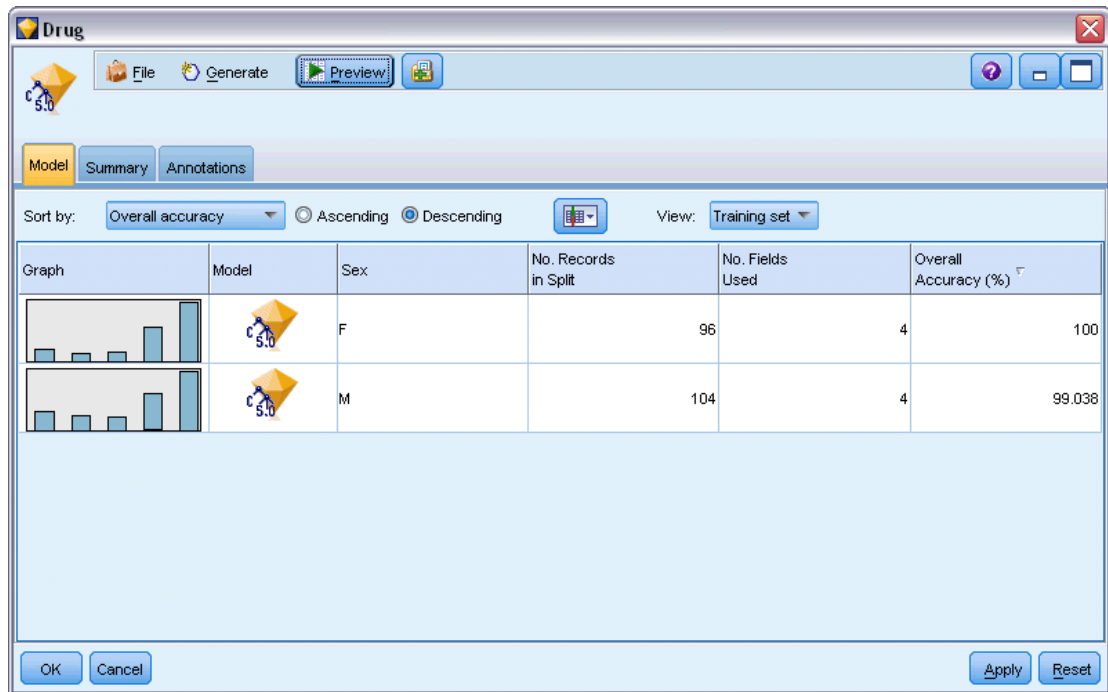 Drug
File Generate Preview
C 5.0
Model Summary Annotations
Sort by: Overall accuracy Ascending Descending View: Training set
Graph Model Sex No. Records in Split No. Fields Used Overall Accuracy (%)
C 5.0 F 96 4 100
C 5.0 M 104 4 99.038
OK Cancel Apply Reset